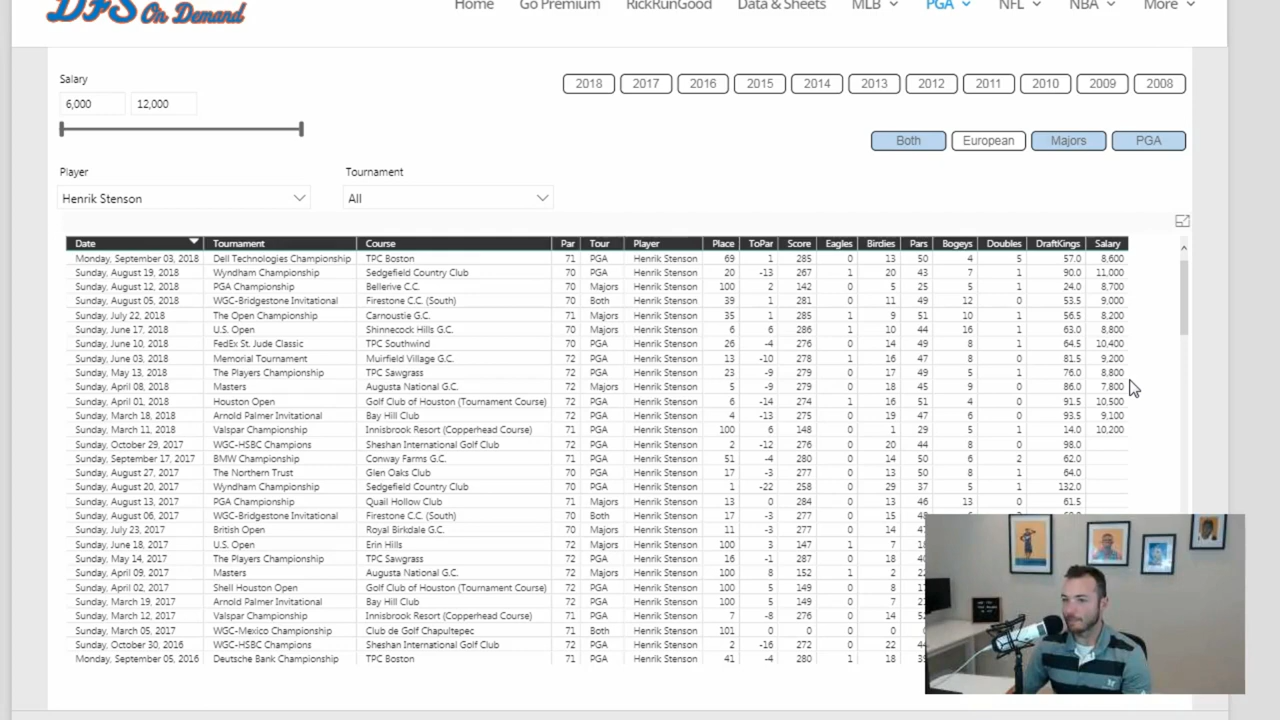 DFS On Demand Home Go Premium RickRunGood Data & Sheets MLB PGA NFL NBA More
Salary
6,000 12,000
2018 2017 2016 2015 2014 2013 2012 2011 2010 2009 2008
Both European Majors PGA
Player Tournament
Henrik Stenson All
Date Tournament Course Par Tour Player Place ToPar Score Eagles Birdies Pars Bogeys Doubles DraftKings Salary
Monday, September 03, 2018 Dell Technologies Championship TPC Boston 71 PGA Henrik Stenson 69 1 285 0 13 50 4 5 57.0 8,600
Sunday, August 19, 2018 Wyndham Championship Sedgefield Country Club 70 PGA Henrik Stenson 20 -13 267 1 20 43 7 1 90.0 11,000
Sunday, August 12, 2018 PGA Championship Bellerive C.C. 70 Majors Henrik Stenson 100 2 142 0 5 25 5 1 24.0 8,700
Sunday, August 05, 2018 WGC-Bridgestone Invitational Firestone C.C. (South) 70 Both Henrik Stenson 39 1 281 0 11 49 12 0 53.5 9,000
Sunday, July 22, 2018 The Open Championship Carnoustie G.C. 71 Majors Henrik Stenson 35 1 285 1 9 51 10 1 56.5 8,200
Sunday, June 17, 2018 U.S. Open Shinnecock Hills G.C. 70 Majors Henrik Stenson 6 6 286 1 10 44 16 1 63.0 8,800
Sunday, June 10, 2018 FedEx St. Jude Classic TPC Southwind 70 PGA Henrik Stenson 26 -4 276 0 14 49 8 1 64.5 10,400
Sunday, June 03, 2018 Memorial Tournament Muirfield Village G.C. 72 PGA Henrik Stenson 13 -10 278 1 16 47 8 0 81.5 9,200
Sunday, May 13, 2018 The Players Championship TPC Sawgrass 72 PGA Henrik Stenson 23 -9 279 0 17 49 5 1 76.0 8,800
Sunday, April 08, 2018 Masters Augusta National G.C. 72 Majors Henrik Stenson 5 -9 279 0 18 45 9 0 86.0 7,800
Sunday, April 01, 2018 Houston Open Golf Club of Houston (Tournament Course) 72 PGA Henrik Stenson 6 -14 274 1 16 51 4 0 91.5 10,500
Sunday, March 18, 2018 Arnold Palmer Invitational Bay Hill Club 72 PGA Henrik Stenson 4 -13 275 0 19 47 6 0 93.5 9,100
Sunday, March 11, 2018 Valspar Championship Innisbrook Resort (Copperhead Course) 71 PGA Henrik Stenson 100 6 148 0 1 29 5 1 14.0 10,200
Sunday, October 29, 2017 WGC-HSBC Champions Sheshan International Golf Club 72 PGA Henrik Stenson 2 -12 276 0 20 44 8 0 98.0
Sunday, September 17, 2017 BMW Championship Conway Farms G.C. 71 PGA Henrik Stenson 51 -4 280 0 14 50 6 2 62.0
Sunday, August 27, 2017 The Northern Trust Glen Oaks Club 70 PGA Henrik Stenson 17 -3 277 0 13 50 8 1 64.0
Sunday, August 20, 2017 Wyndham Championship Sedgefield Country Club 70 PGA Henrik Stenson 1 -22 258 0 29 37 5 1 132.0
Sunday, August 13, 2017 PGA Championship Quail Hollow Club 71 Majors Henrik Stenson 13 0 284 0 13 46 13 0 61.5
Sunday, August 06, 2017 WGC-Bridgestone Invitational Firestone C.C. (South) 70 Both Henrik Stenson 17 -3 277 0 15
Sunday, July 23, 2017 British Open Royal Birkdale G.C. 70 Majors Henrik Stenson 11 -3 277 0 14
Sunday, June 18, 2017 U.S. Open Erin Hills 72 Majors Henrik Stenson 100 3 147 1 7
Sunday, May 14, 2017 The Players Championship TPC Sawgrass 72 PGA Henrik Stenson 16 -1 287 0 18
Sunday, April 09, 2017 Masters Augusta National G.C. 72 Majors Henrik Stenson 100 8 152 1 2
Sunday, April 02, 2017 Shell Houston Open Golf Club of Houston (Tournament Course) 72 PGA Henrik Stenson 100 5 149 0 8
Sunday, March 19, 2017 Arnold Palmer Invitational Bay Hill Club 72 PGA Henrik Stenson 100 5 149 0 7
Sunday, March 12, 2017 Valspar Championship Innisbrook Resort (Copperhead Course) 71 PGA Henrik Stenson 7 -8 276 0 14
Sunday, March 05, 2017 WGC-Mexico Championship Club de Golf Chapultepec 71 Both Henrik Stenson 101 0 0 0 0 0
Sunday, October 30, 2016 WGC-HSBC Champions Sheshan International Golf Club 72 PGA Henrik Stenson 2 -16 272 0 22
Monday, September 05, 2016 Deutsche Bank Championship TPC Boston 71 PGA Henrik Stenson 41 -4 280 1 18